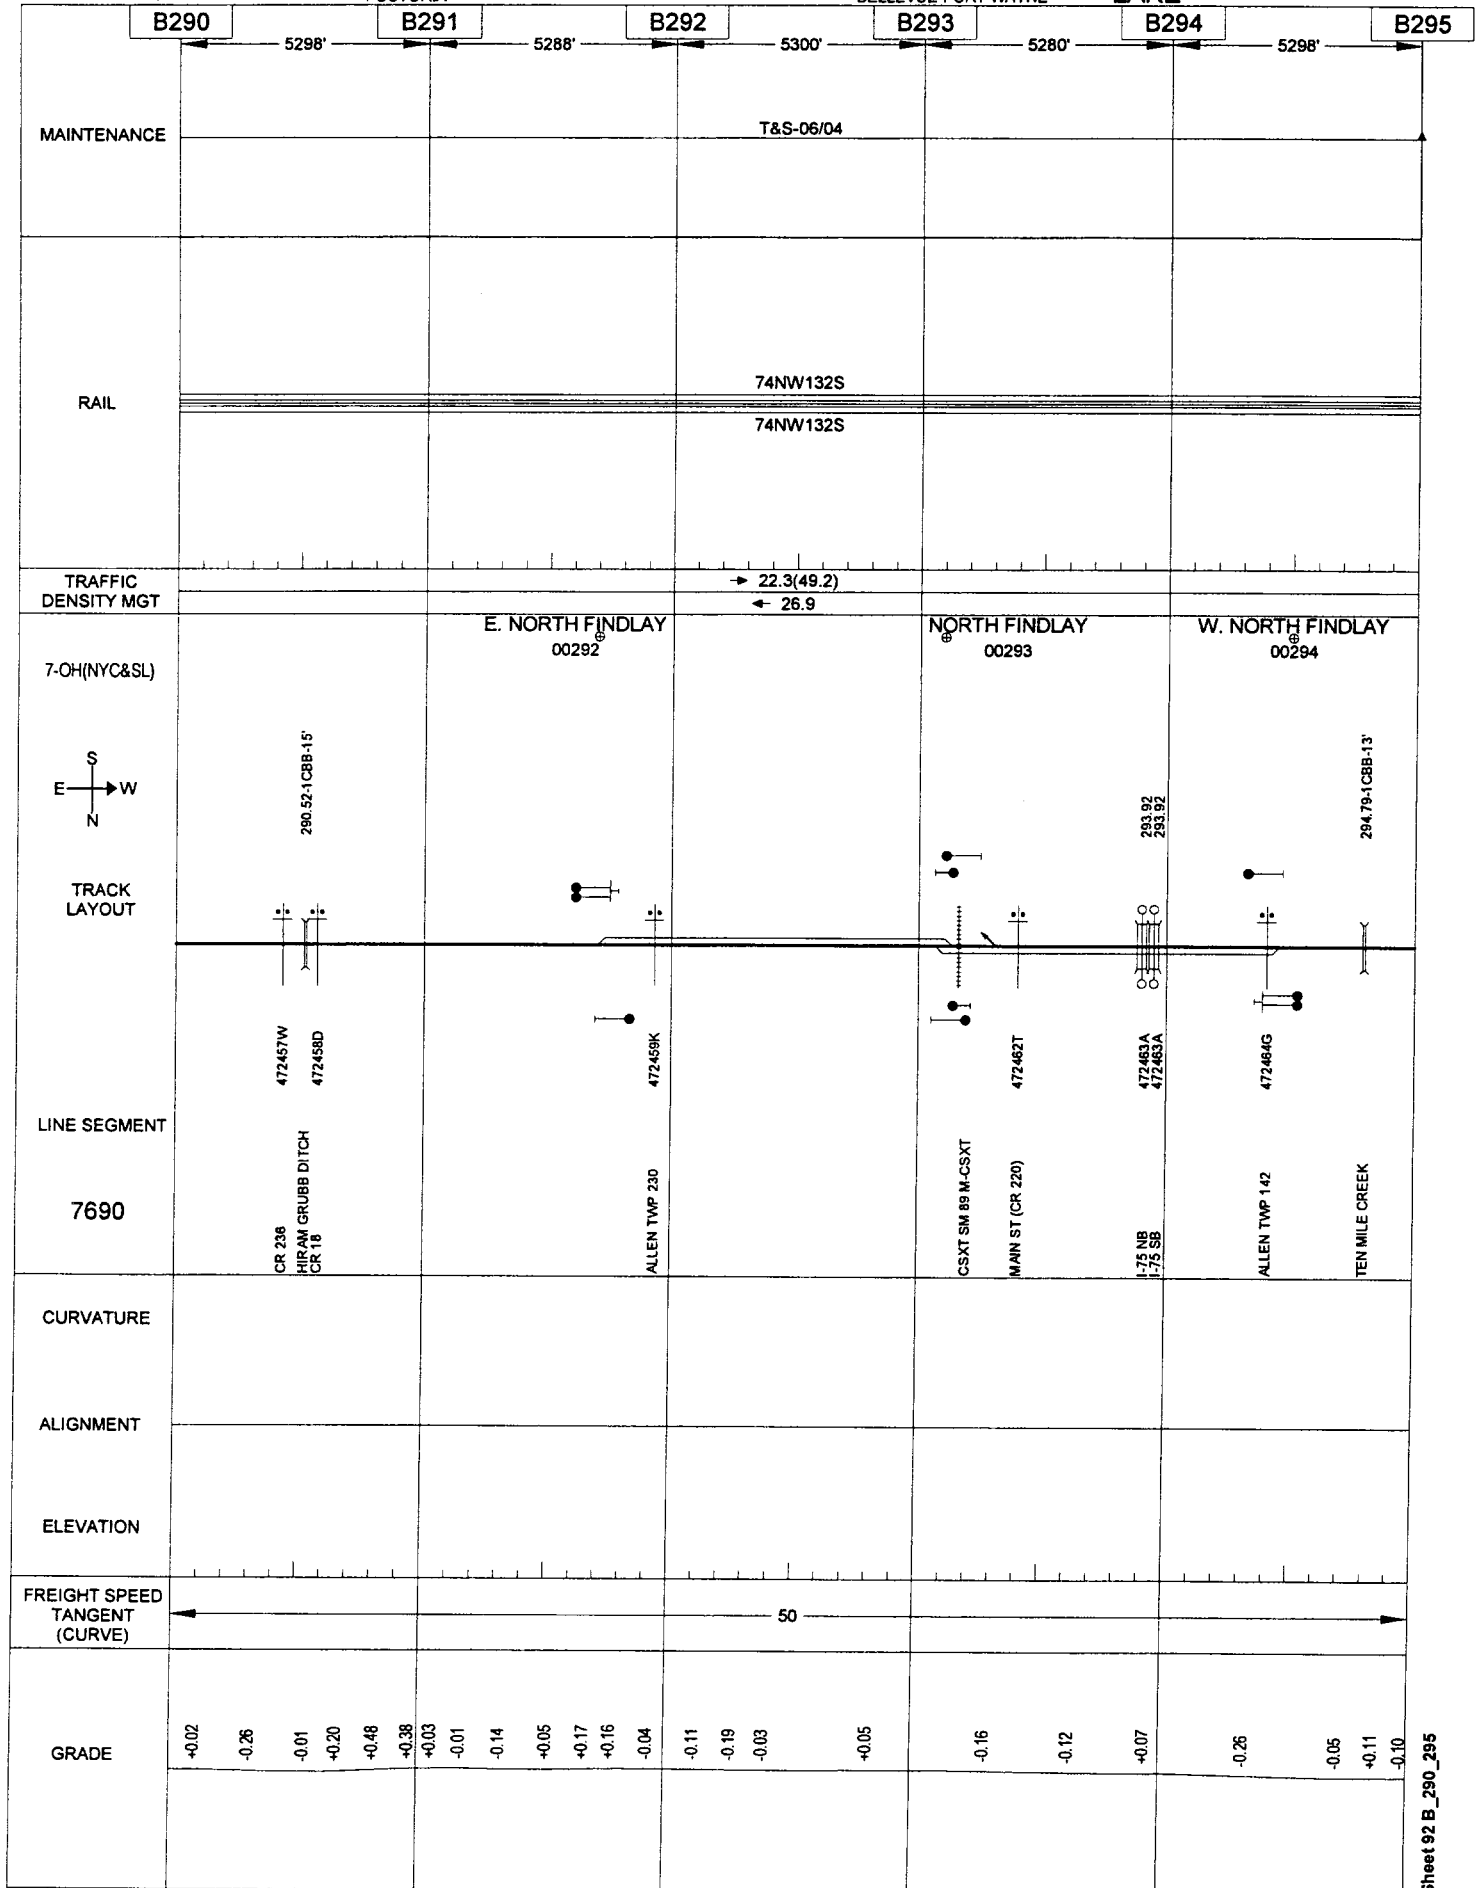 BELLEVUE-FORT WAYNE
LAKE
B290 B291 B292 B293 B294 B295
5298' 5288' 5300' 5280' 5298'
MAINTENANCE
T&S-06/04
RAIL
74NW132S
74NW132S
TRAFFIC
DENSITY MGT
22.3(49.2)
26.9
E. NORTH FINDLAY
00292
NORTH FINDLAY
00293
W. NORTH FINDLAY
00294
7-OH(NYC&SL)
S
E W
N
290.52-1CBB-15'
293.92
293.92
294.79-1CBB-13'
TRACK
LAYOUT
472457W
472458D
472459K
472462T
472463A
472463A
472464G
LINE SEGMENT
7690
CR 236
HIRAM GRUBB DITCH
CR 18
ALLEN TWP 230
CSXT SM 89 M-CSXT
MAIN ST (CR 220)
I-75 NB
I-75 SB
ALLEN TWP 142
TEN MILE CREEK
CURVATURE
ALIGNMENT
ELEVATION
FREIGHT SPEED
TANGENT
(CURVE)
50
GRADE
+0.02
-0.26
-0.01
+0.20
+0.48
+0.38
+0.03
-0.01
-0.14
+0.05
+0.17
+0.16
-0.04
-0.11
-0.19
-0.03
+0.05
-0.16
-0.12
+0.07
-0.26
-0.05
+0.11
-0.10
Sheet 92 B_290_295